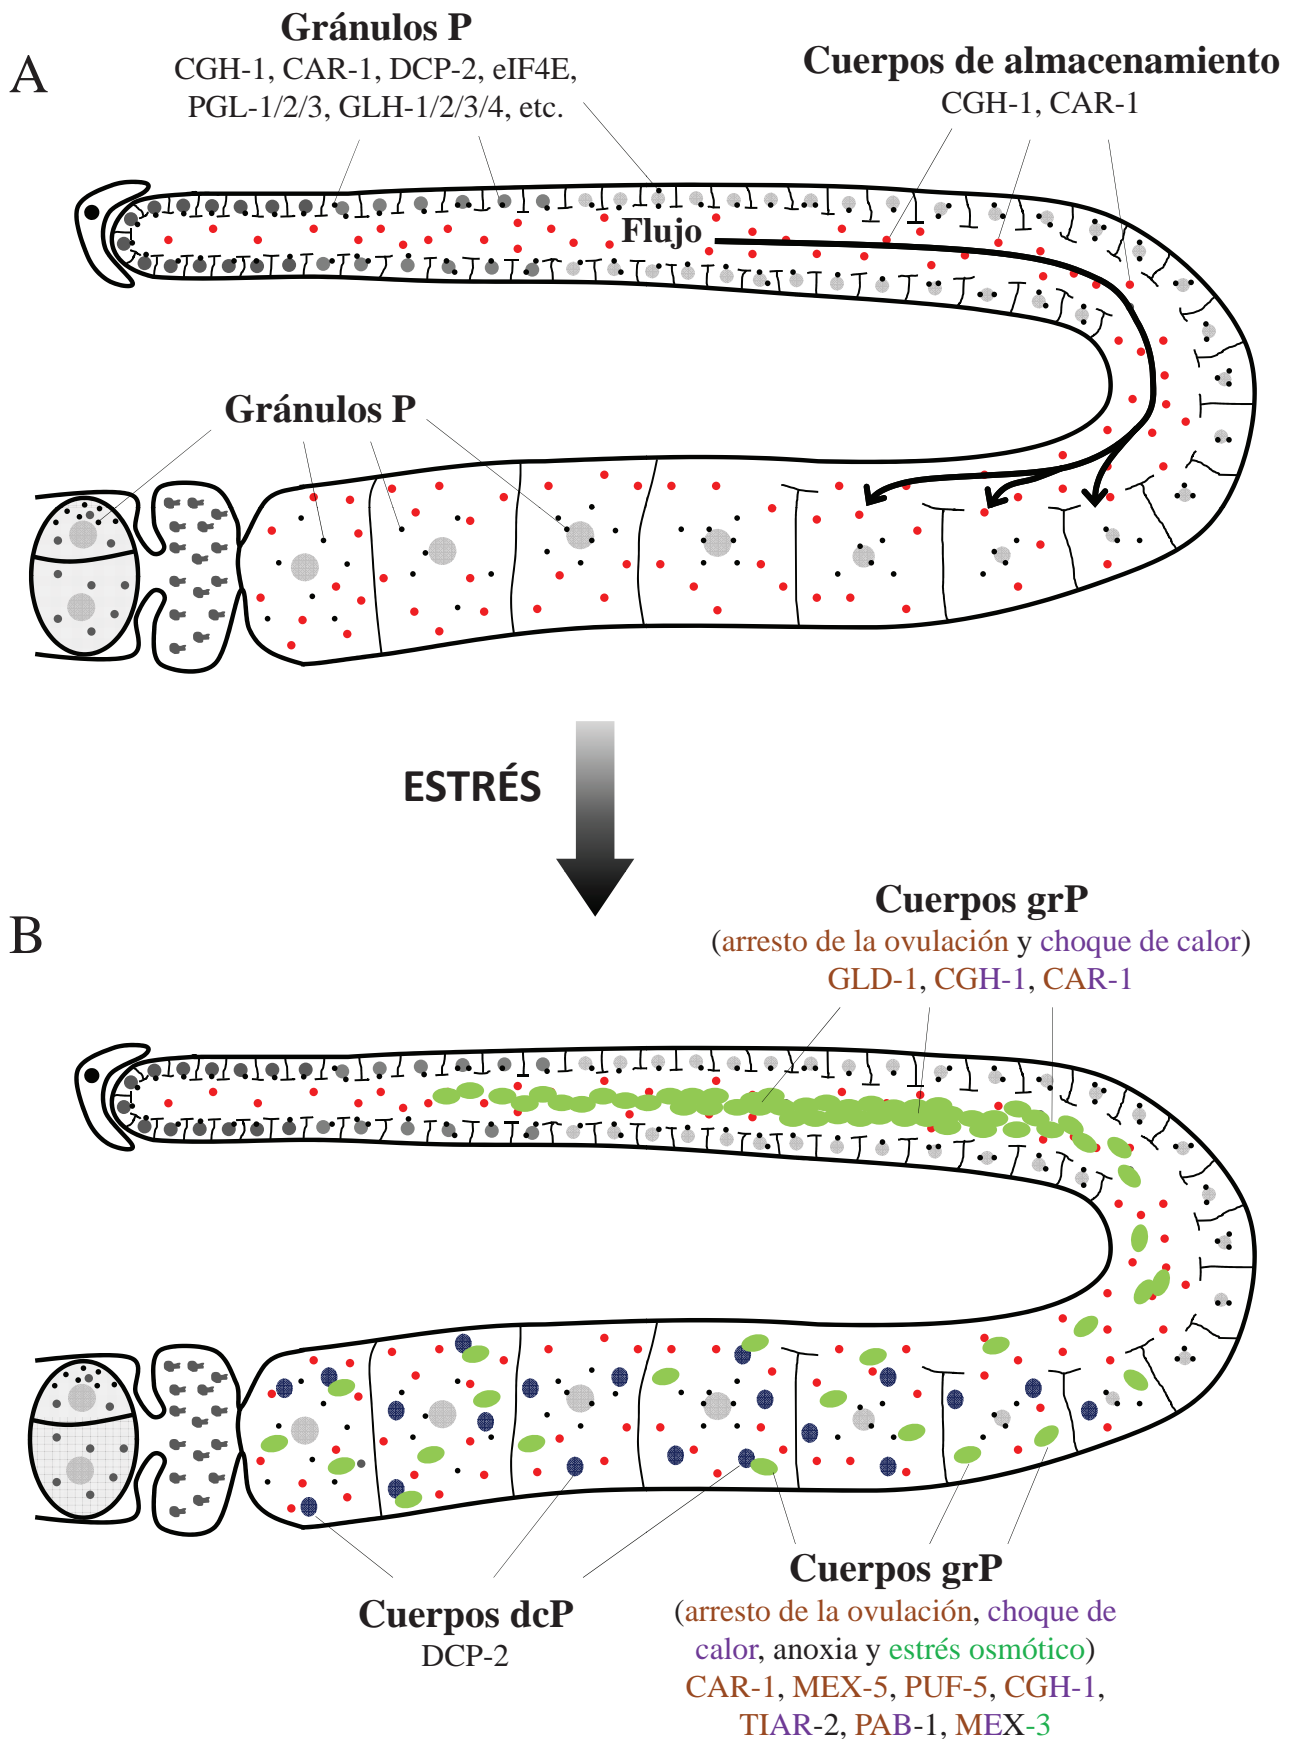 A
Gránulos P
CGH-1, CAR-1, DCP-2, eIF4E,
PGL-1/2/3, GLH-1/2/3/4, etc.
Cuerpos de almacenamiento
CGH-1, CAR-1
Flujo
Gránulos P
ESTRÉS
B
Cuerpos grP
(arresto de la ovulación y choque de calor)
GLD-1, CGH-1, CAR-1
Cuerpos dcP
DCP-2
Cuerpos grP
(arresto de la ovulación, choque de
calor, anoxia y estrés osmótico)
CAR-1, MEX-5, PUF-5, CGH-1,
TIAR-2, PAB-1, MEX-3